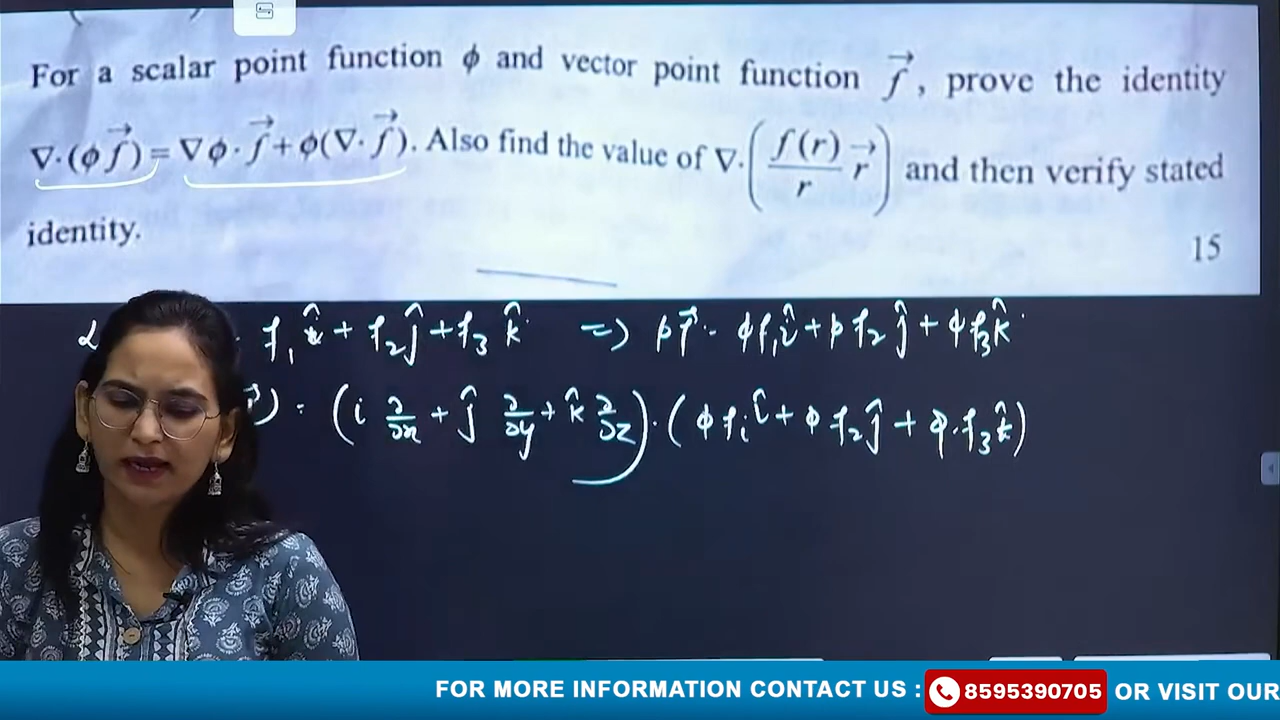 For a scalar point function ϕ and vector point function f⃗, prove the identity
∇·(ϕf⃗)=∇ϕ·f⃗+ϕ(∇·f⃗). Also find the value of ∇·(f(r)/r r⃗) and then verify stated
identity.
15
f₁î + f₂ĵ + f₃k̂ ⇒ ϕf⃗ = ϕf₁î + ϕf₂ĵ + ϕf₃k̂
) = (i ∂/∂x + ĵ ∂/∂y + k̂ ∂/∂z)·(ϕf₁î + ϕf₂ĵ + ϕ·f₃k̂)
FOR MORE INFORMATION CONTACT US : 8595390705 OR VISIT OUR